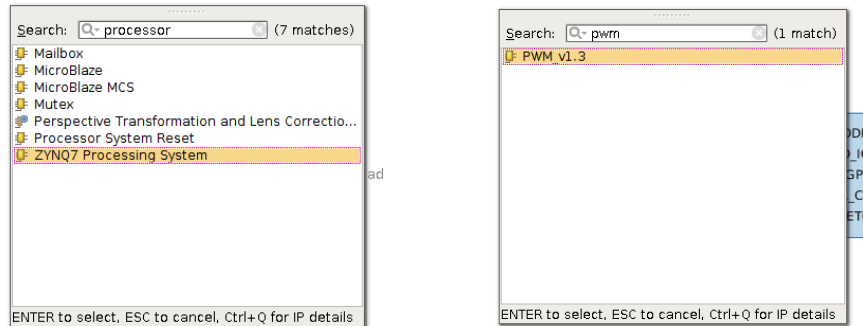 Search: processor (7 matches)
Mailbox
MicroBlaze
MicroBlaze MCS
Mutex
Perspective Transformation and Lens Correctio...
Processor System Reset
ZYNQ7 Processing System
ENTER to select, ESC to cancel, Ctrl+Q for IP details
ad
Search: pwm (1 match)
PWM_v1.3
ENTER to select, ESC to cancel, Ctrl+Q for IP details